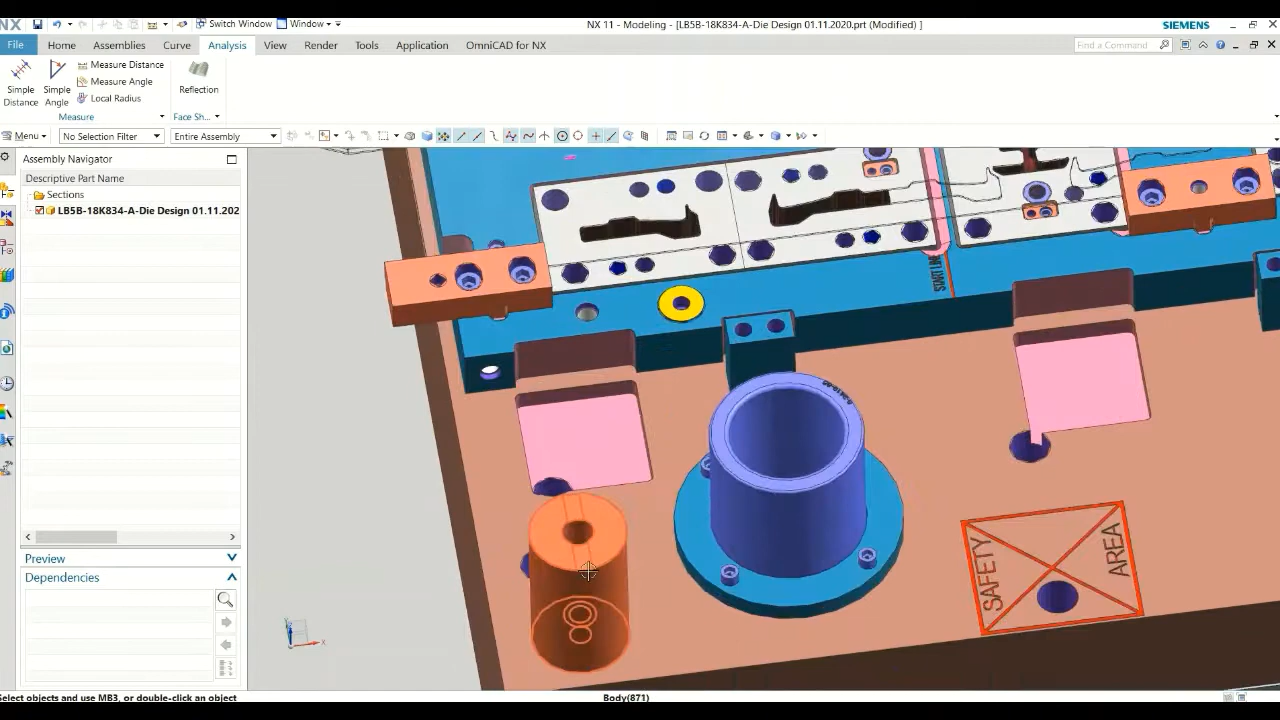 NX
Switch Window
Window
NX 11 - Modeling - [LB5B-18K834-A-Die Design 01.11.2020.prt (Modified) ]
SIEMENS
File
Home
Assemblies
Curve
Analysis
View
Render
Tools
Application
OmniCAD for NX
Find a Command
Simple Distance
Simple Angle
Measure Distance
Measure Angle
Local Radius
Measure
Reflection
Face Sh...
Menu
No Selection Filter
Entire Assembly
Assembly Navigator
Descriptive Part Name
Sections
LB5B-18K834-A-Die Design 01.11.202
Preview
Dependencies
START LINE
SAFETY
AREA
X
Select objects and use MB3, or double-click an object
Body(871)